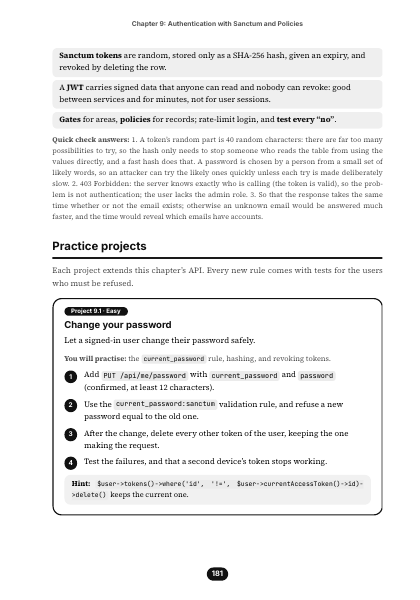 Chapter 9: Authentication with Sanctum and Policies
Sanctum tokens are random, stored only as a SHA-256 hash, given an expiry, and
revoked by deleting the row.
A JWT carries signed data that anyone can read and nobody can revoke: good
between services and for minutes, not for user sessions.
Gates for areas, policies for records; rate-limit login, and test every “no”.
Quick check answers: 1. A token's random part is 40 random characters: there are far too many
possibilities to try, so the hash only needs to stop someone who reads the table from using the
values directly, and a fast hash does that. A password is chosen by a person from a small set of
likely words, so an attacker can try the likely ones quickly unless each try is made deliberately
slow. 2. 403 Forbidden: the server knows exactly who is calling (the token is valid), so the prob-
lem is not authentication; the user lacks the admin role. 3. So that the response takes the same
time whether or not the email exists; otherwise an unknown email would be answered much
faster, and the time would reveal which emails have accounts.
Practice projects
Each project extends this chapter's API. Every new rule comes with tests for the users
who must be refused.
Project 9.1 · Easy
Change your password
Let a signed-in user change their password safely.
You will practise: the current_password rule, hashing, and revoking tokens.
1 Add PUT /api/me/password with current_password and password
(confirmed, at least 12 characters).
2 Use the current_password:sanctum validation rule, and refuse a new
password equal to the old one.
3 After the change, delete every other token of the user, keeping the one
making the request.
4 Test the failures, and that a second device's token stops working.
Hint: $user->tokens()->where('id', '!=', $user->currentAccessToken()->id)-
>delete() keeps the current one.
181